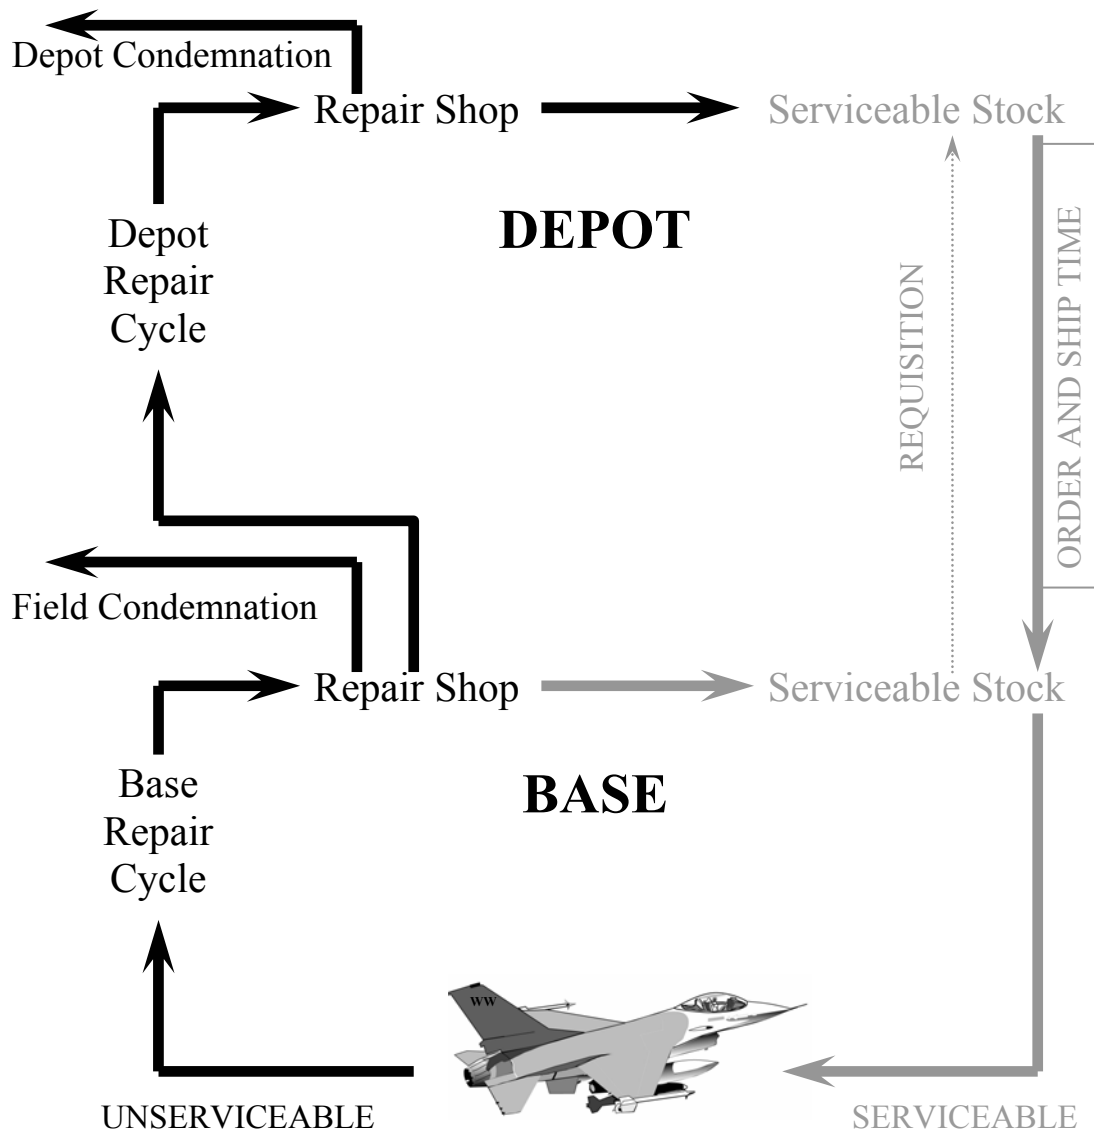 Depot Condemnation
Repair Shop
Serviceable Stock
DEPOT
Depot
Repair
Cycle
REQUISITION
ORDER AND SHIP TIME
Field Condemnation
Repair Shop
Serviceable Stock
BASE
Base
Repair
Cycle
WW
UNSERVICEABLE
SERVICEABLE